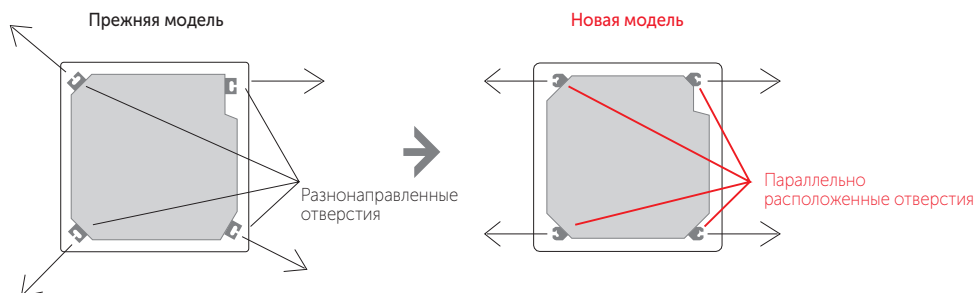 Прежняя модель
Новая модель
Разнонаправленные
отверстия
Параллельно
расположенные отверстия